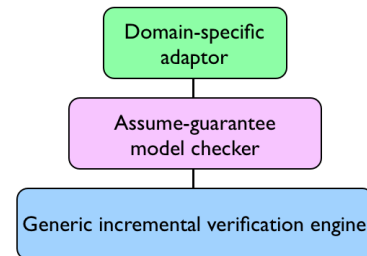 Domain-specific
adaptor
Assume-guarantee
model checker
Generic incremental verification engine